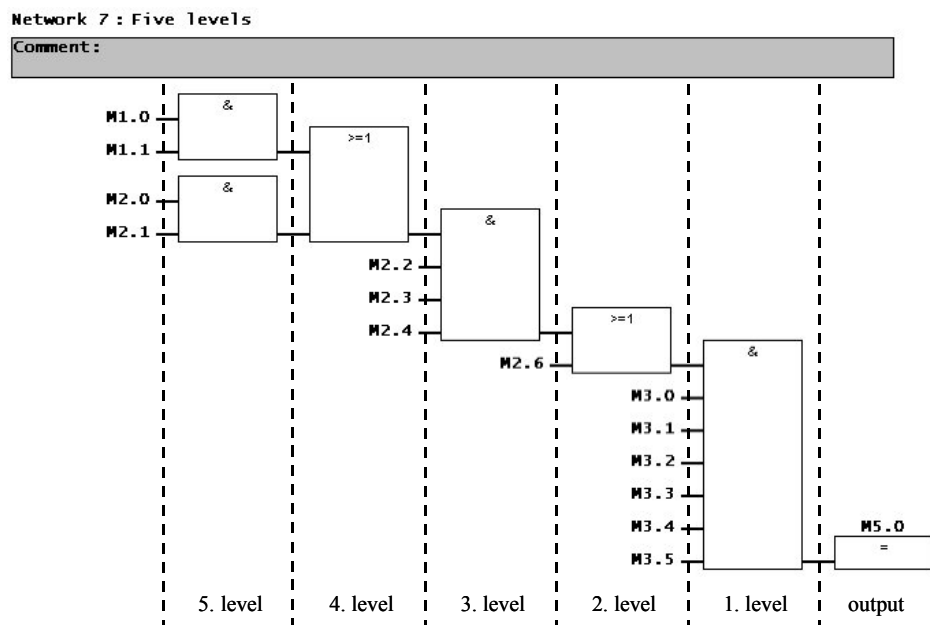 Network 7 : Five levels
Comment:
M1.0
&
M1.1
>=1
M2.0
&
M2.1
&
M2.2
M2.3
M2.4
>=1
M2.6
&
M3.0
M3.1
M3.2
M3.3
M3.4
M5.0
=
M3.5
5. level
4. level
3. level
2. level
1. level
output